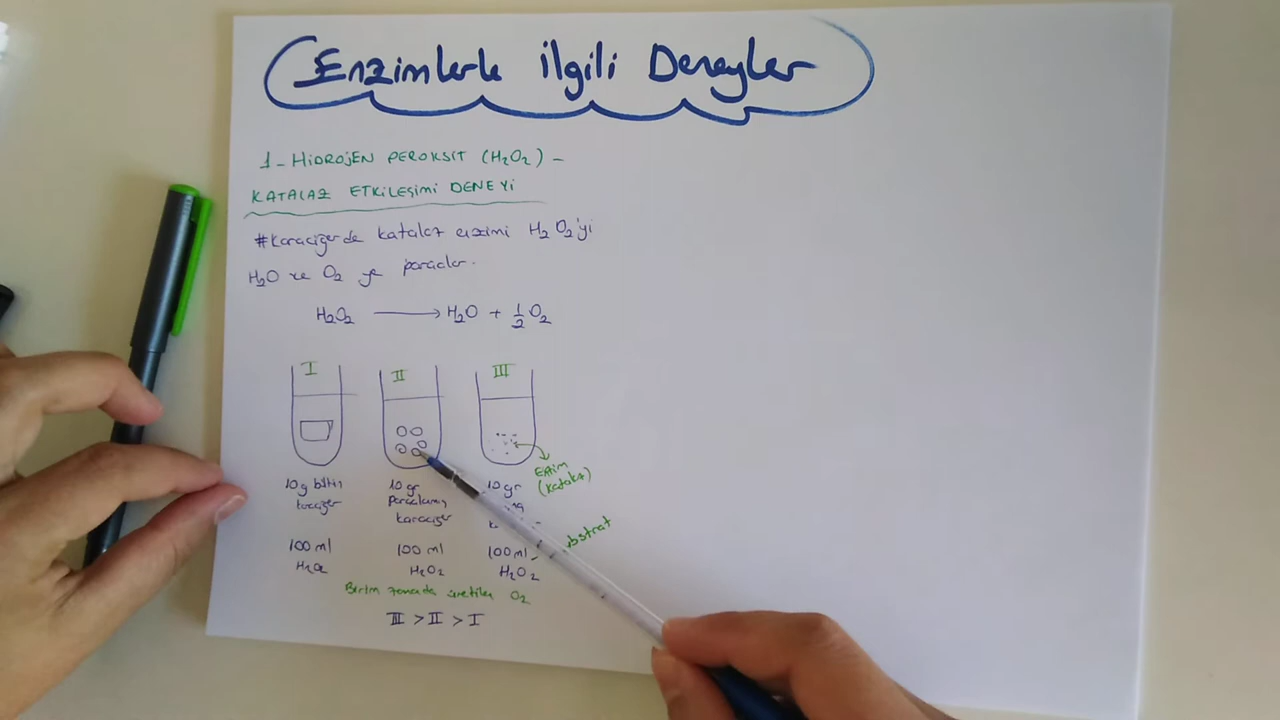 Enzimlerle ilgili Deneyler
1- HİDROJEN PEROKSİT (H₂O₂) -
KATALAZ ETKİLEŞİMİ DENEYİ
#Karaciğerde katalaz enzimi H₂O₂'yi
H₂O ve O₂ ye parçalar.
H₂O₂ → H₂O + 1/2 O₂
I II III
Enzim
(Katalaz)
10g bütün
karaciğer
10 gr
parçalanmış
karaciğer
10 gr
100 ml
H₂O₂
100 ml
H₂O₂
100 ml
H₂O₂
Birim zamanda üretilen O₂
III > II > I